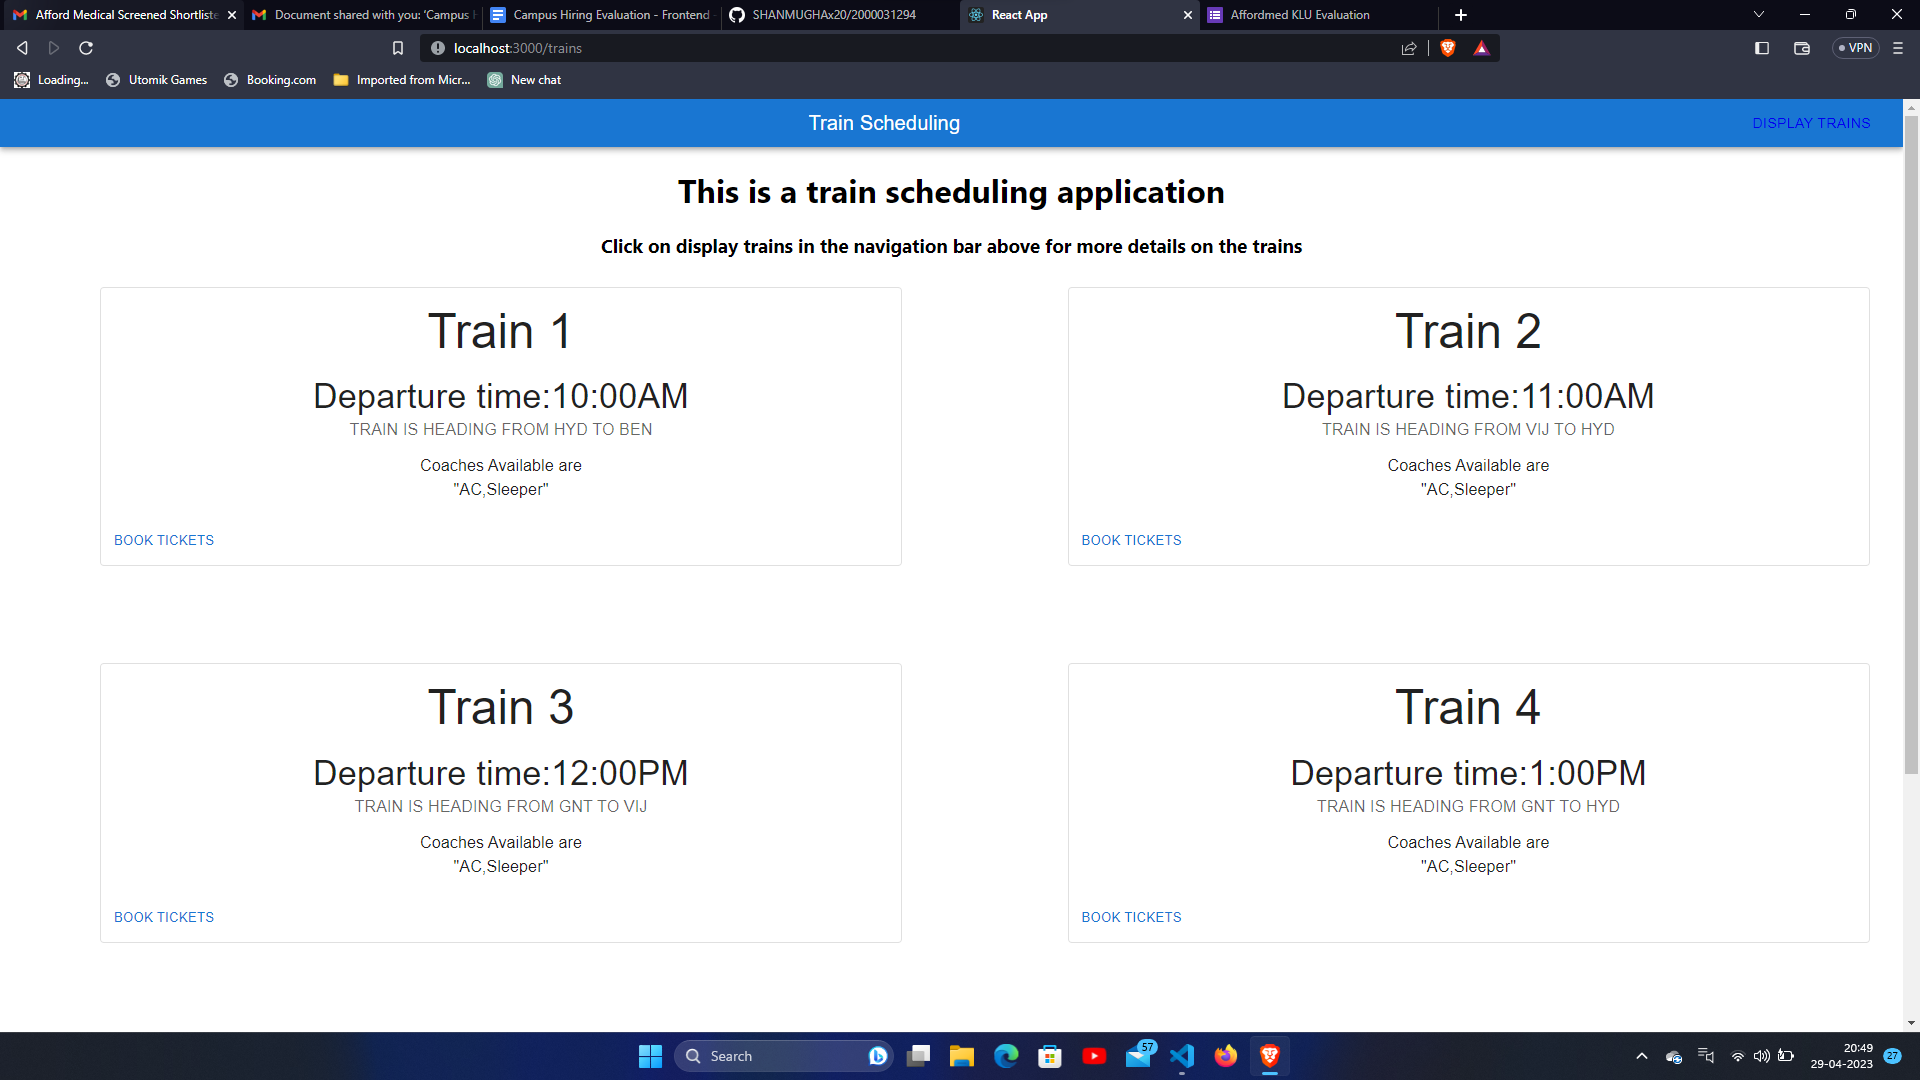 Afford Medical Screened Shortliste
Document shared with you: 'Campus H
Campus Hiring Evaluation - Frontend
SHANMUGHAx20/2000031294
React App
Affordmed KLU Evaluation
localhost:3000/trains
VPN
Loading...
Utomik Games
Booking.com
Imported from Micr...
New chat
Train Scheduling
DISPLAY TRAINS
This is a train scheduling application
Click on display trains in the navigation bar above for more details on the trains
Train 1
Departure time:10:00AM
TRAIN IS HEADING FROM HYD TO BEN
Coaches Available are
"AC,Sleeper"
BOOK TICKETS
Train 2
Departure time:11:00AM
TRAIN IS HEADING FROM VIJ TO HYD
Coaches Available are
"AC,Sleeper"
BOOK TICKETS
Train 3
Departure time:12:00PM
TRAIN IS HEADING FROM GNT TO VIJ
Coaches Available are
"AC,Sleeper"
BOOK TICKETS
Train 4
Departure time:1:00PM
TRAIN IS HEADING FROM GNT TO HYD
Coaches Available are
"AC,Sleeper"
BOOK TICKETS
Search
57
20:49
29-04-2023
27